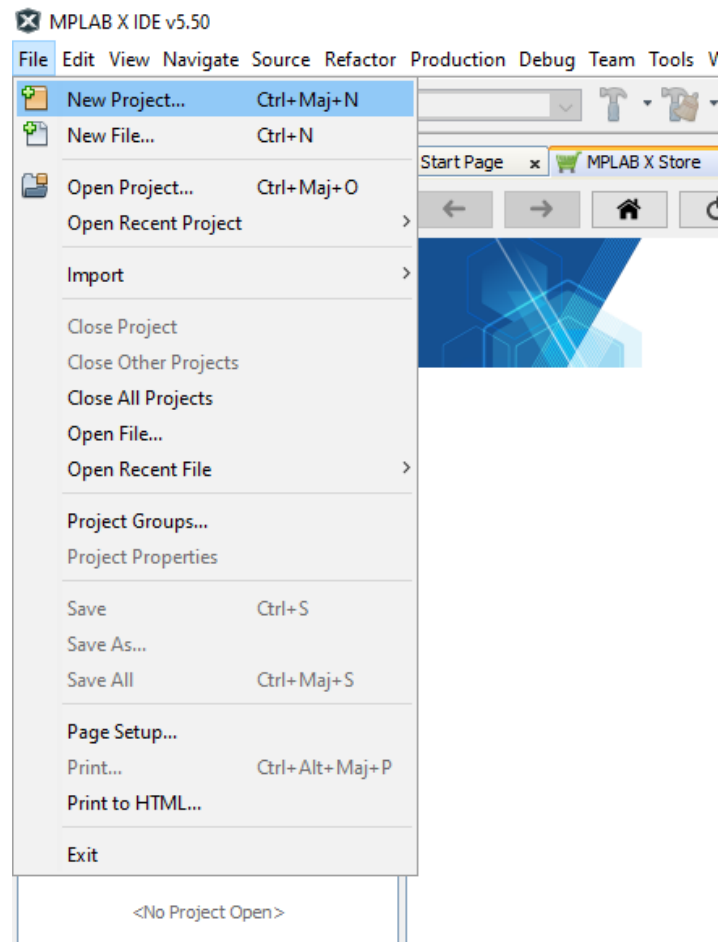 MPLAB X IDE v5.50
File Edit View Navigate Source Refactor Production Debug Team Tools
New Project... Ctrl+Maj+N
New File... Ctrl+N
Start Page x MPLAB X Store
Open Project... Ctrl+Maj+O
Open Recent Project >
Import >
Close Project
Close Other Projects
Close All Projects
Open File...
Open Recent File >
Project Groups...
Project Properties
Save Ctrl+S
Save As...
Save All Ctrl+Maj+S
Page Setup...
Print... Ctrl+Alt+Maj+P
Print to HTML...
Exit
<No Project Open>